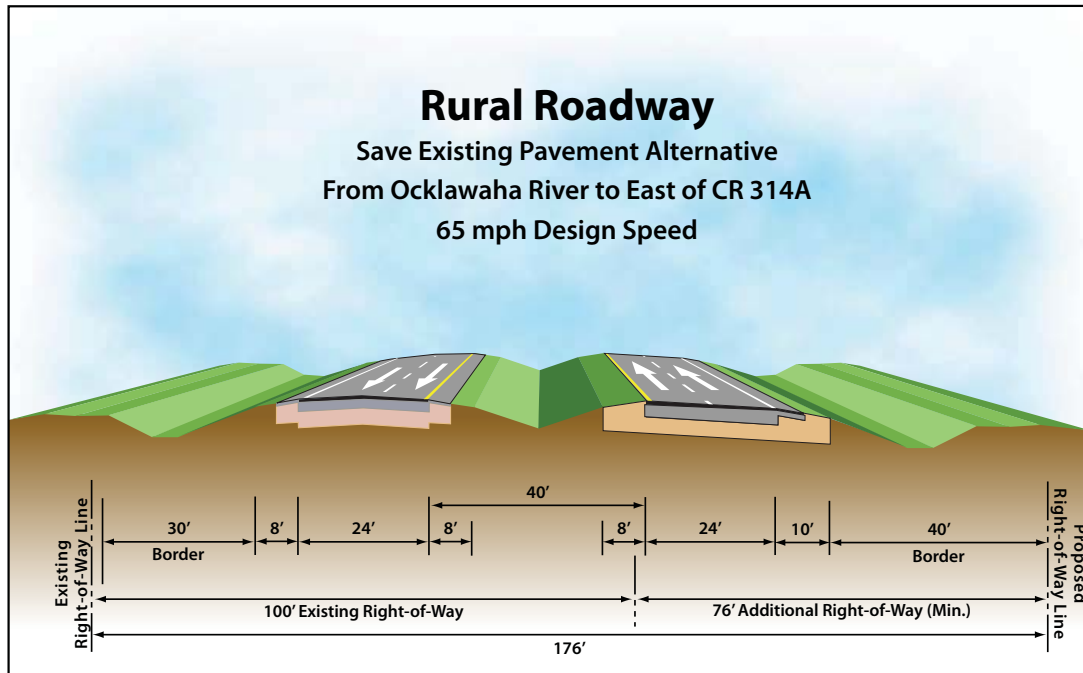 Rural Roadway
Save Existing Pavement Alternative
From Ocklawaha River to East of CR 314A
65 mph Design Speed
40’
30’
8’
24’
8’
8’
24’
10’
40’
Border
Border
Existing
Right-of-Way Line
Right-of-Way Line
Proposed
100’ Existing Right-of-Way
76’ Additional Right-of-Way (Min.)
176’